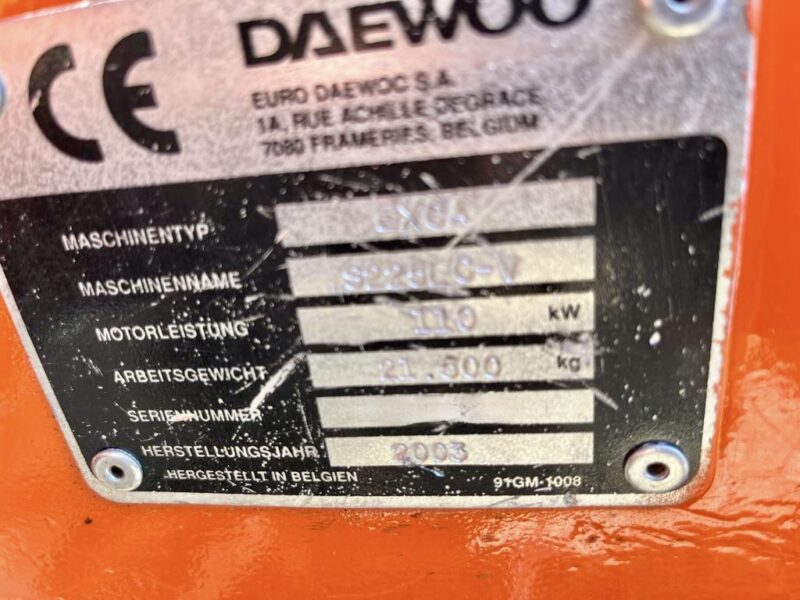 CE
DAEWOO
EURO DAEWOO S.A.
1A, RUE ACHILLE DEGRACE
7080 FRAMERIES, BELGIUM
MASCHINENTYP
MASCHINENNAME S225LC-V
MOTORLEISTUNG 110 kW
ARBEITSGEWICHT 21.500 kg
SERIENNUMMER
HERSTELLUNGSJAHR 2003
HERGESTELLT IN BELGIEN 91GM-1008